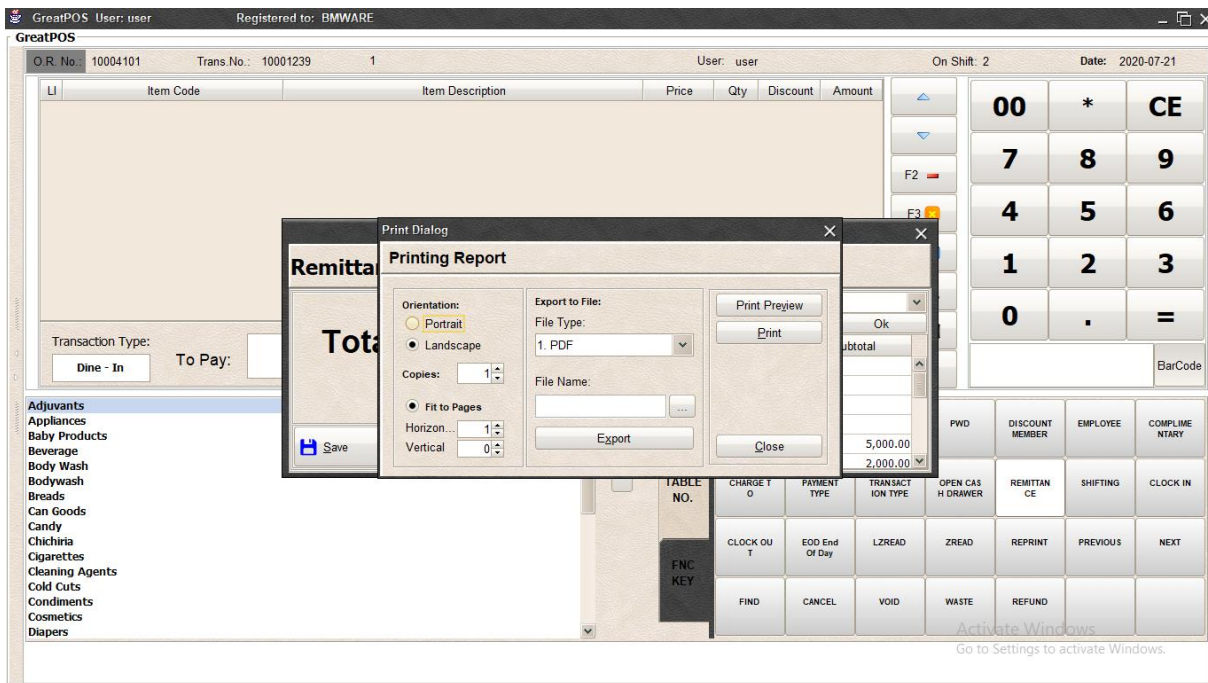 GreatPOS User: user Registered to: BMWARE
GreatPOS
O.R. No.: 10004101 Trans.No.: 10001239 1 User: user On Shift: 2 Date: 2020-07-21
LI Item Code Item Description Price Qty Discount Amount
00 * CE
7 8 9
F2
F3
4 5 6
1 2 3
0 . =
BarCode
Transaction Type:
Dine - In
To Pay:
Print Dialog
Printing Report
Orientation:
Portrait
Landscape
Copies: 1
Fit to Pages
Horizon... 1
Vertical 0
Export to File:
File Type:
1. PDF
File Name:
...
Export
Print Preview
Print
Close
Save
Ok
5,000.00
2,000.00
Adjuvants
Appliances
Baby Products
Beverage
Body Wash
Bodywash
Breads
Can Goods
Candy
Chichiria
Cigarettes
Cleaning Agents
Cold Cuts
Condiments
Cosmetics
Diapers
TABLE NO.
FNC KEY
PWD DISCOUNT MEMBER EMPLOYEE COMPLIME NTARY
CHARGE T O PAYMENT TYPE TRANSACT ION TYPE OPEN CAS H DRAWER REMITTAN CE SHIFTING CLOCK IN
CLOCK OU T EOD End Of Day LZREAD ZREAD REPRINT PREVIOUS NEXT
FIND CANCEL VOID WASTE REFUND
Activate Windows
Go to Settings to activate Windows.